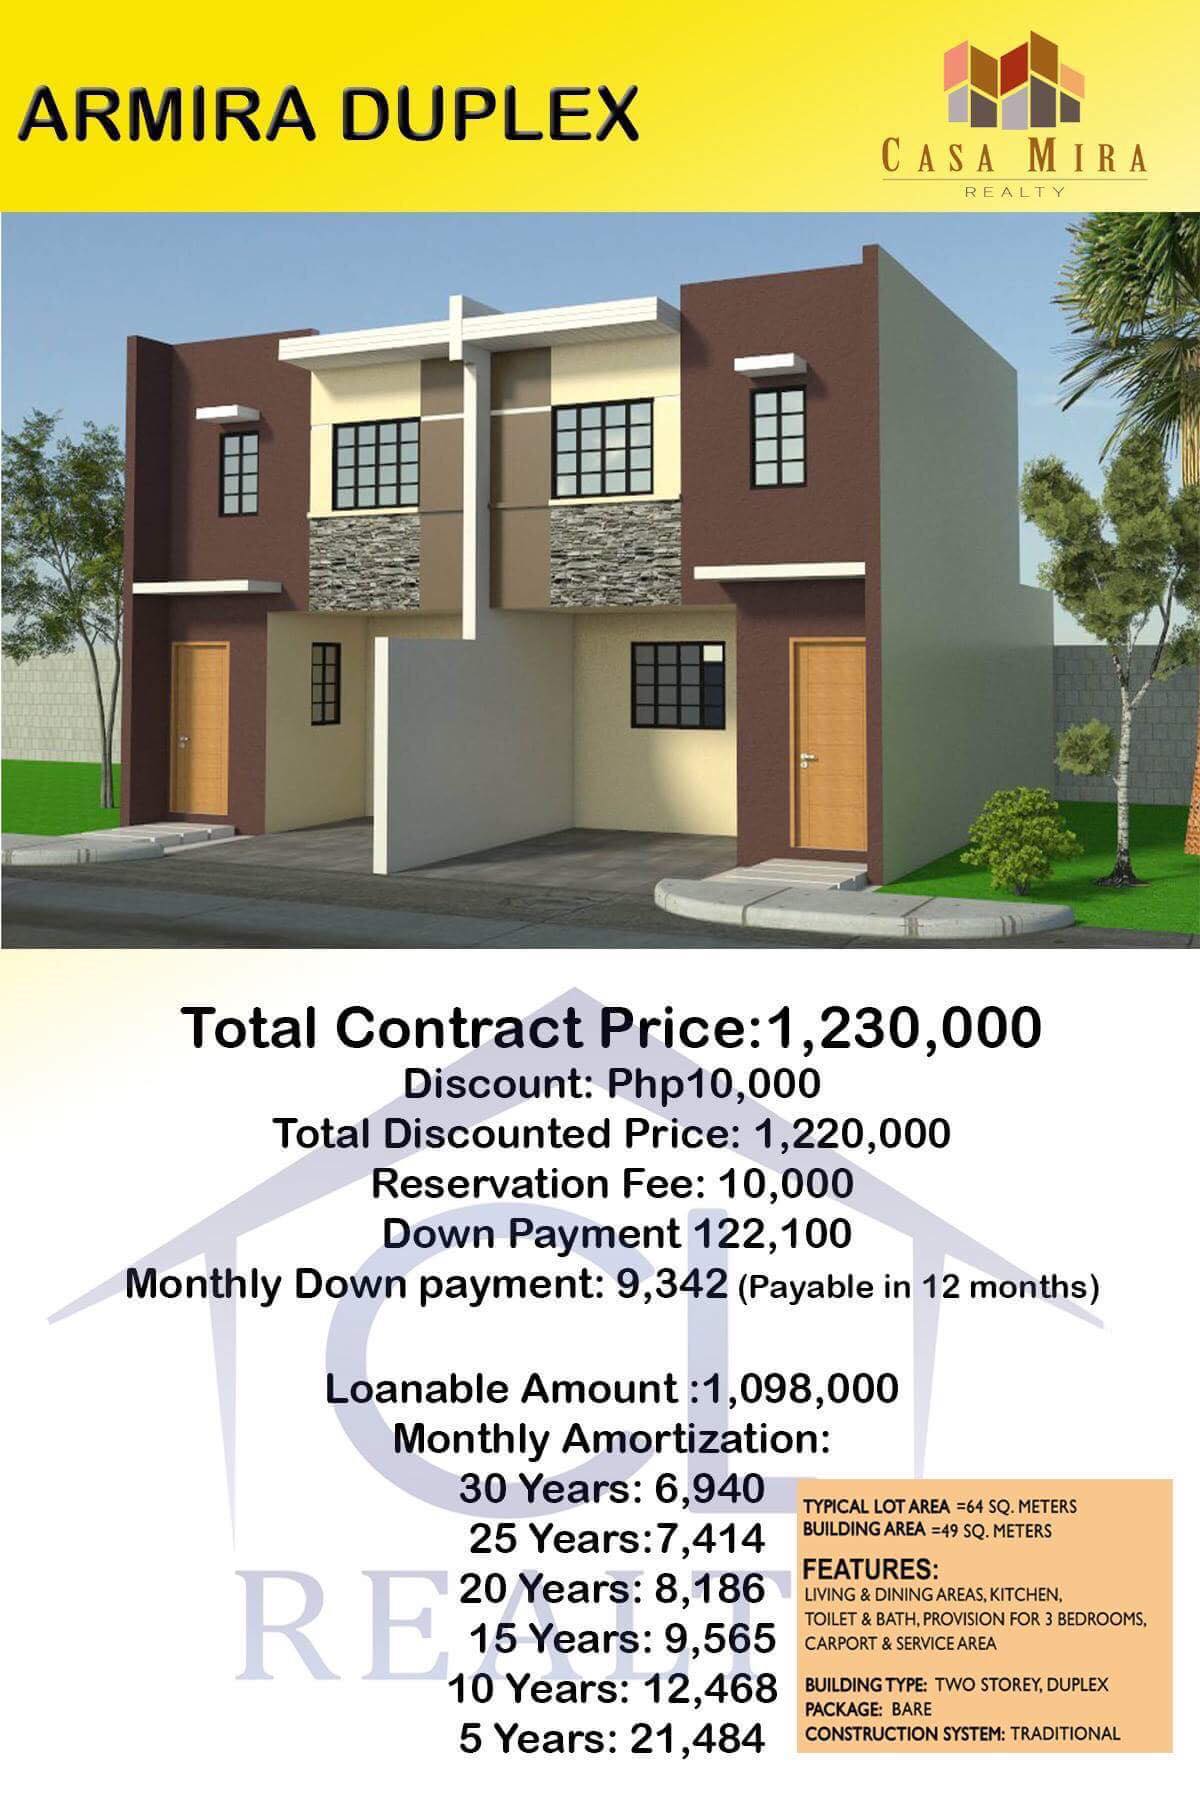 ARMIRA DUPLEX
CASA MIRA
REALTY
Total Contract Price:1,230,000
Discount: Php10,000
Total Discounted Price: 1,220,000
Reservation Fee: 10,000
Down Payment 122,100
Monthly Down payment: 9,342 (Payable in 12 months)
Loanable Amount :1,098,000
Monthly Amortization:
30 Years: 6,940
25 Years:7,414
20 Years: 8,186
15 Years: 9,565
10 Years: 12,468
5 Years: 21,484
TYPICAL LOT AREA =64 SQ. METERS
BUILDING AREA =49 SQ. METERS
FEATURES:
LIVING & DINING AREAS, KITCHEN,
TOILET & BATH, PROVISION FOR 3 BEDROOMS,
CARPORT & SERVICE AREA
BUILDING TYPE: TWO STOREY, DUPLEX
PACKAGE: BARE
CONSTRUCTION SYSTEM: TRADITIONAL
CL
REALT